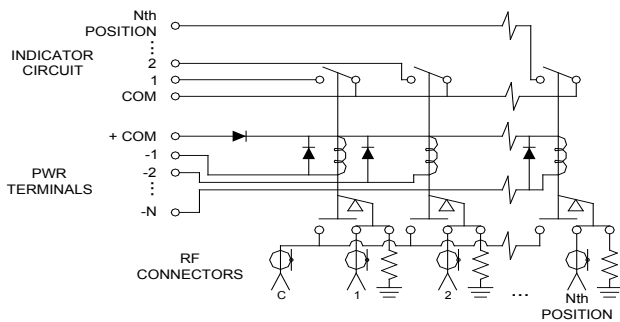 Nth
POSITION
⋮
INDICATOR
CIRCUIT
2
1
COM
+ COM
-1
-2
⋮
-N
PWR
TERMINALS
RF
CONNECTORS
C
1
2
...
Nth
POSITION